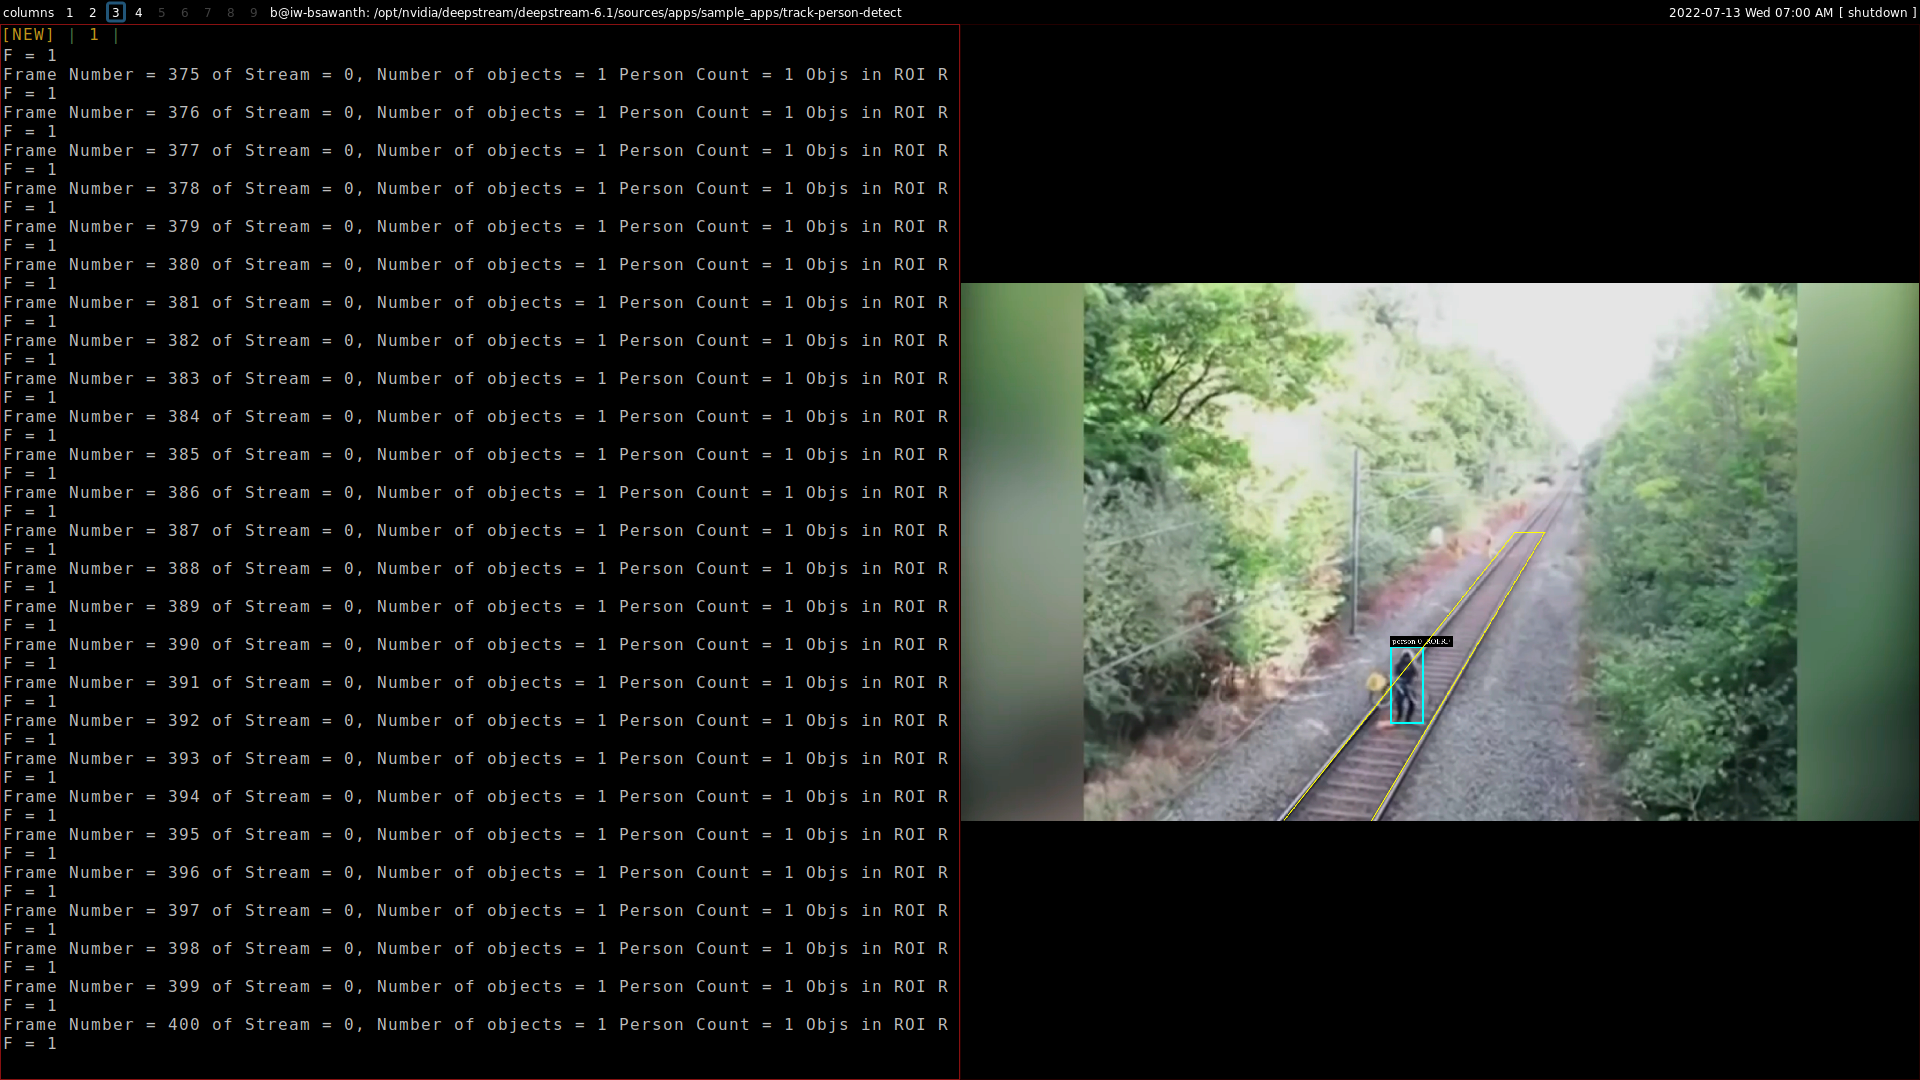 columns 1 2 3 4 5 6 7 8 9 b@iw-bsawanth: /opt/nvidia/deepstream/deepstream-6.1/sources/apps/sample_apps/track-person-detect 2022-07-13 Wed 07:00 AM [ shutdown ]
[NEW] | 1 |
F = 1
Frame Number = 375 of Stream = 0, Number of objects = 1 Person Count = 1 Objs in ROI R
F = 1
Frame Number = 376 of Stream = 0, Number of objects = 1 Person Count = 1 Objs in ROI R
F = 1
Frame Number = 377 of Stream = 0, Number of objects = 1 Person Count = 1 Objs in ROI R
F = 1
Frame Number = 378 of Stream = 0, Number of objects = 1 Person Count = 1 Objs in ROI R
F = 1
Frame Number = 379 of Stream = 0, Number of objects = 1 Person Count = 1 Objs in ROI R
F = 1
Frame Number = 380 of Stream = 0, Number of objects = 1 Person Count = 1 Objs in ROI R
F = 1
Frame Number = 381 of Stream = 0, Number of objects = 1 Person Count = 1 Objs in ROI R
F = 1
Frame Number = 382 of Stream = 0, Number of objects = 1 Person Count = 1 Objs in ROI R
F = 1
Frame Number = 383 of Stream = 0, Number of objects = 1 Person Count = 1 Objs in ROI R
F = 1
Frame Number = 384 of Stream = 0, Number of objects = 1 Person Count = 1 Objs in ROI R
F = 1
Frame Number = 385 of Stream = 0, Number of objects = 1 Person Count = 1 Objs in ROI R
F = 1
Frame Number = 386 of Stream = 0, Number of objects = 1 Person Count = 1 Objs in ROI R
F = 1
Frame Number = 387 of Stream = 0, Number of objects = 1 Person Count = 1 Objs in ROI R
F = 1
Frame Number = 388 of Stream = 0, Number of objects = 1 Person Count = 1 Objs in ROI R
F = 1
Frame Number = 389 of Stream = 0, Number of objects = 1 Person Count = 1 Objs in ROI R
F = 1
Frame Number = 390 of Stream = 0, Number of objects = 1 Person Count = 1 Objs in ROI R
F = 1
Frame Number = 391 of Stream = 0, Number of objects = 1 Person Count = 1 Objs in ROI R
F = 1
Frame Number = 392 of Stream = 0, Number of objects = 1 Person Count = 1 Objs in ROI R
F = 1
Frame Number = 393 of Stream = 0, Number of objects = 1 Person Count = 1 Objs in ROI R
F = 1
Frame Number = 394 of Stream = 0, Number of objects = 1 Person Count = 1 Objs in ROI R
F = 1
Frame Number = 395 of Stream = 0, Number of objects = 1 Person Count = 1 Objs in ROI R
F = 1
Frame Number = 396 of Stream = 0, Number of objects = 1 Person Count = 1 Objs in ROI R
F = 1
Frame Number = 397 of Stream = 0, Number of objects = 1 Person Count = 1 Objs in ROI R
F = 1
Frame Number = 398 of Stream = 0, Number of objects = 1 Person Count = 1 Objs in ROI R
F = 1
Frame Number = 399 of Stream = 0, Number of objects = 1 Person Count = 1 Objs in ROI R
F = 1
Frame Number = 400 of Stream = 0, Number of objects = 1 Person Count = 1 Objs in ROI R
F = 1
person 0